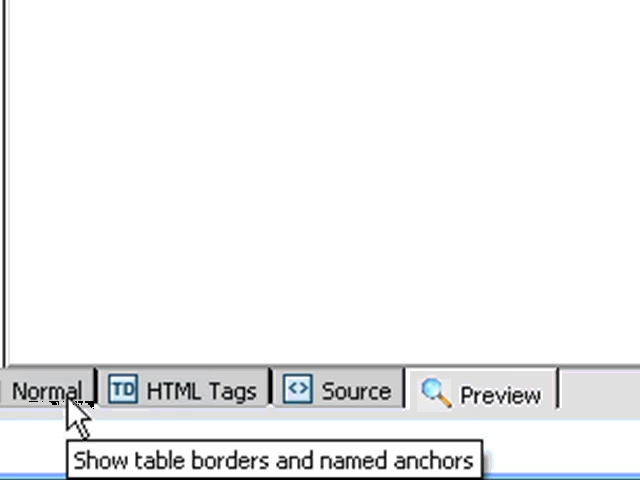 Normal TD HTML Tags <> Source Preview
Show table borders and named anchors